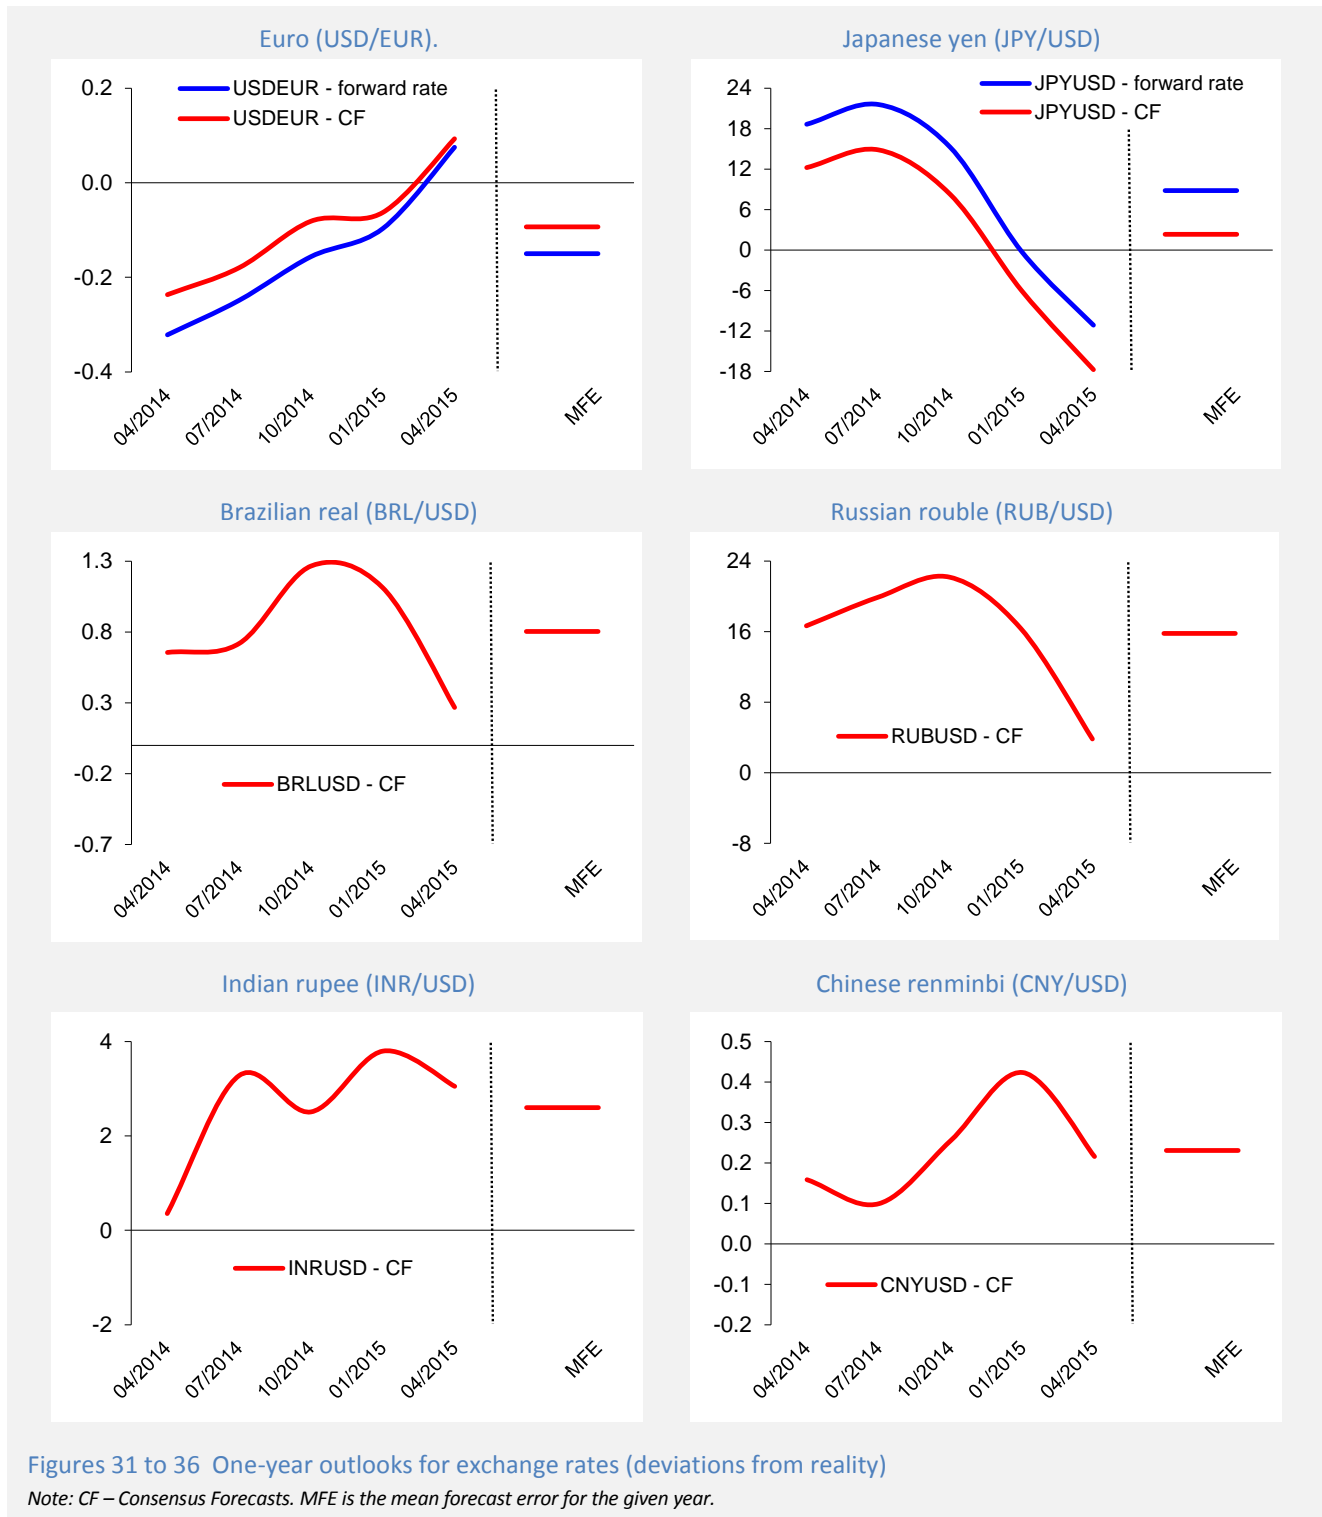 Euro (USD/EUR).
0.2
0.0
-0.2
-0.4
USDEUR - forward rate
USDEUR - CF
04/2014
07/2014
10/2014
01/2015
04/2015
MFE
Japanese yen (JPY/USD)
24
18
12
6
0
-6
-12
-18
JPYUSD - forward rate
JPYUSD - CF
04/2014
07/2014
10/2014
01/2015
04/2015
MFE
Brazilian real (BRL/USD)
1.3
0.8
0.3
-0.2
-0.7
BRLUSD - CF
04/2014
07/2014
10/2014
01/2015
04/2015
MFE
Russian rouble (RUB/USD)
24
16
8
0
-8
RUBUSD - CF
04/2014
07/2014
10/2014
01/2015
04/2015
MFE
Indian rupee (INR/USD)
4
2
0
-2
INRUSD - CF
04/2014
07/2014
10/2014
01/2015
04/2015
MFE
Chinese renminbi (CNY/USD)
0.5
0.4
0.3
0.2
0.1
0.0
-0.1
-0.2
CNYUSD - CF
04/2014
07/2014
10/2014
01/2015
04/2015
MFE
Figures 31 to 36 One-year outlooks for exchange rates (deviations from reality)
Note: CF – Consensus Forecasts. MFE is the mean forecast error for the given year.